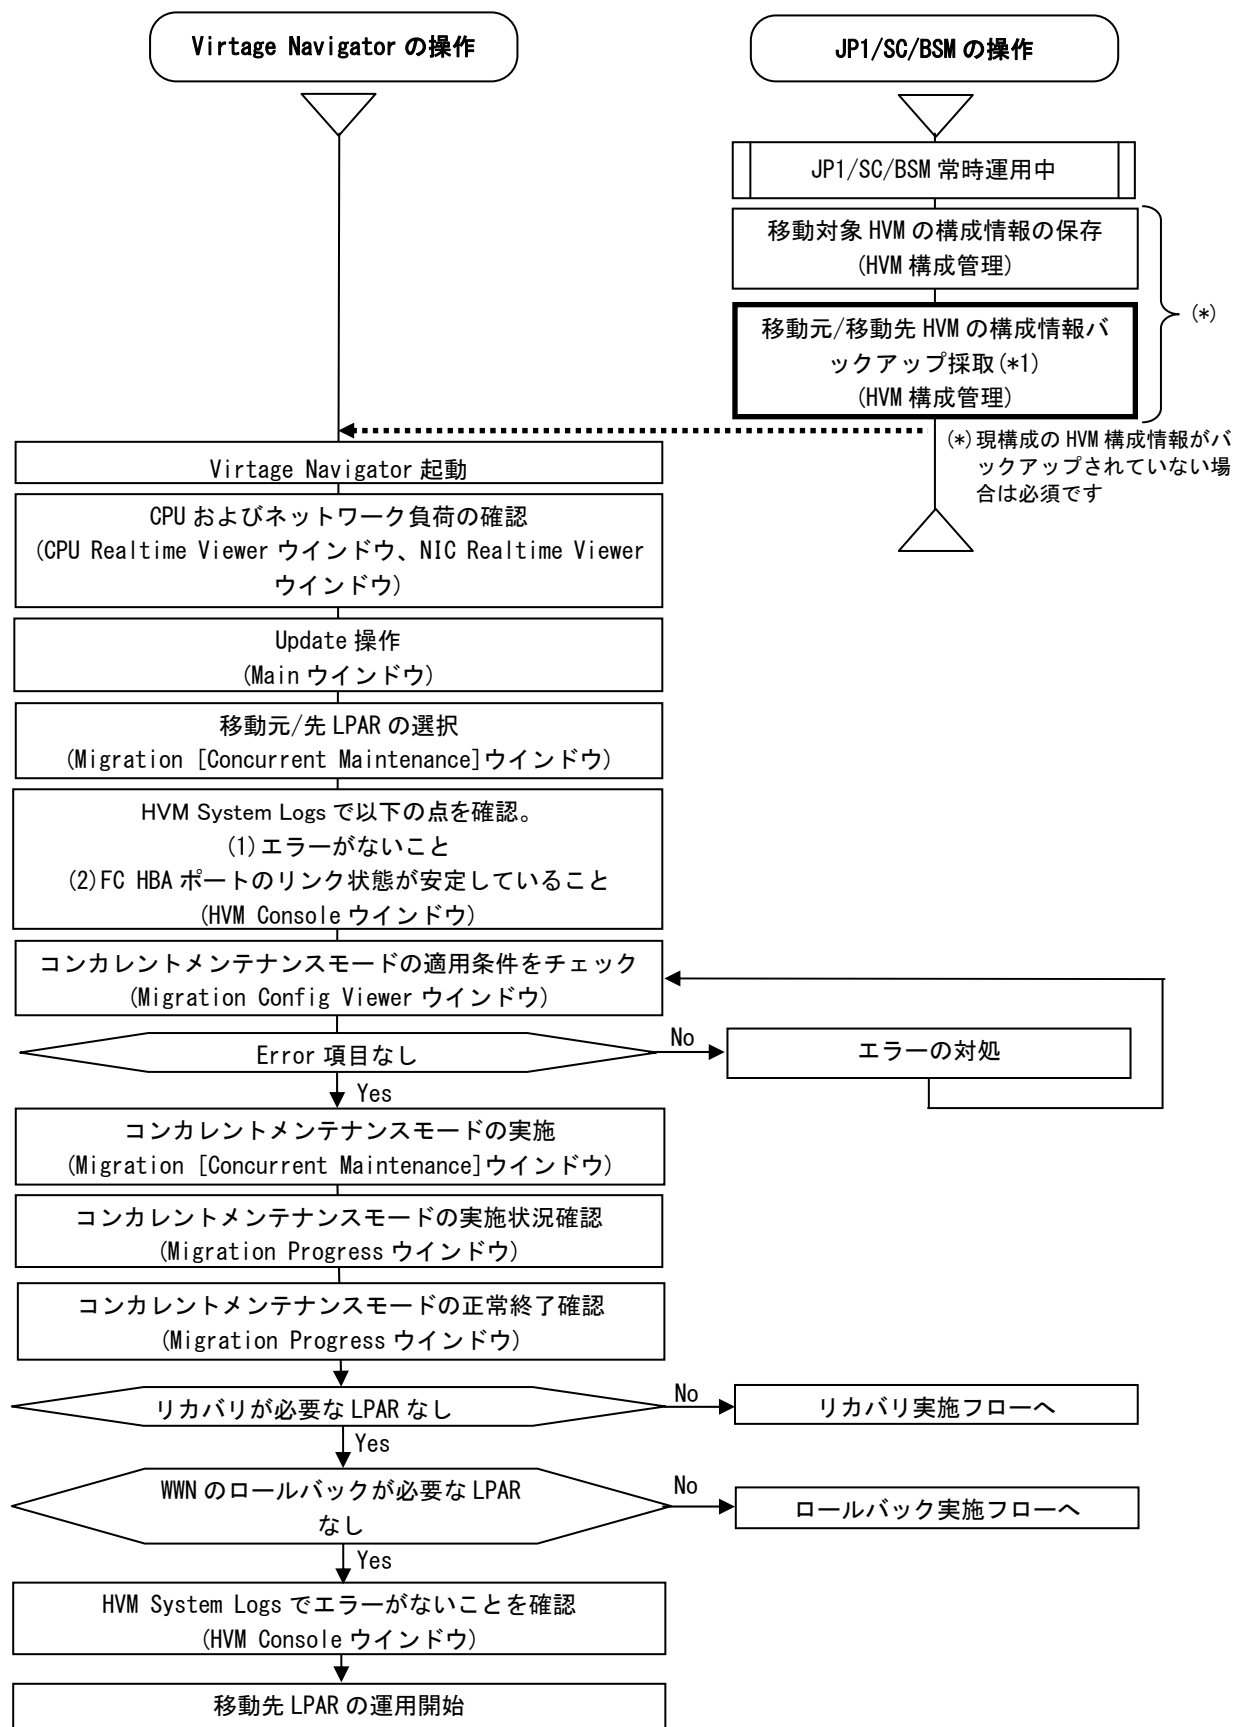 Virtage Navigator の操作
JP1/SC/BSM の操作
JP1/SC/BSM 常時運用中
移動対象 HVM の構成情報の保存
(HVM 構成管理)
移動元/移動先 HVM の構成情報バ
ックアップ採取(*1)
(HVM 構成管理)
(*)
(*)現構成の HVM 構成情報がバ
ックアップされていない場
合は必須です
Virtage Navigator 起動
CPU およびネットワーク負荷の確認
(CPU Realtime Viewer ウインドウ、NIC Realtime Viewer
ウインドウ)
Update 操作
(Main ウインドウ)
移動元/先 LPAR の選択
(Migration [Concurrent Maintenance]ウインドウ)
HVM System Logs で以下の点を確認。
(1)エラーがないこと
(2)FC HBA ポートのリンク状態が安定していること
(HVM Console ウインドウ)
コンカレントメンテナンスモードの適用条件をチェック
(Migration Config Viewer ウインドウ)
Error 項目なし
No
エラーの対処
Yes
コンカレントメンテナンスモードの実施
(Migration [Concurrent Maintenance]ウインドウ)
コンカレントメンテナンスモードの実施状況確認
(Migration Progress ウインドウ)
コンカレントメンテナンスモードの正常終了確認
(Migration Progress ウインドウ)
リカバリが必要な LPAR なし
No
リカバリ実施フローへ
Yes
WWN のロールバックが必要な LPAR
なし
No
ロールバック実施フローへ
Yes
HVM System Logs でエラーがないことを確認
(HVM Console ウインドウ)
移動先 LPAR の運用開始